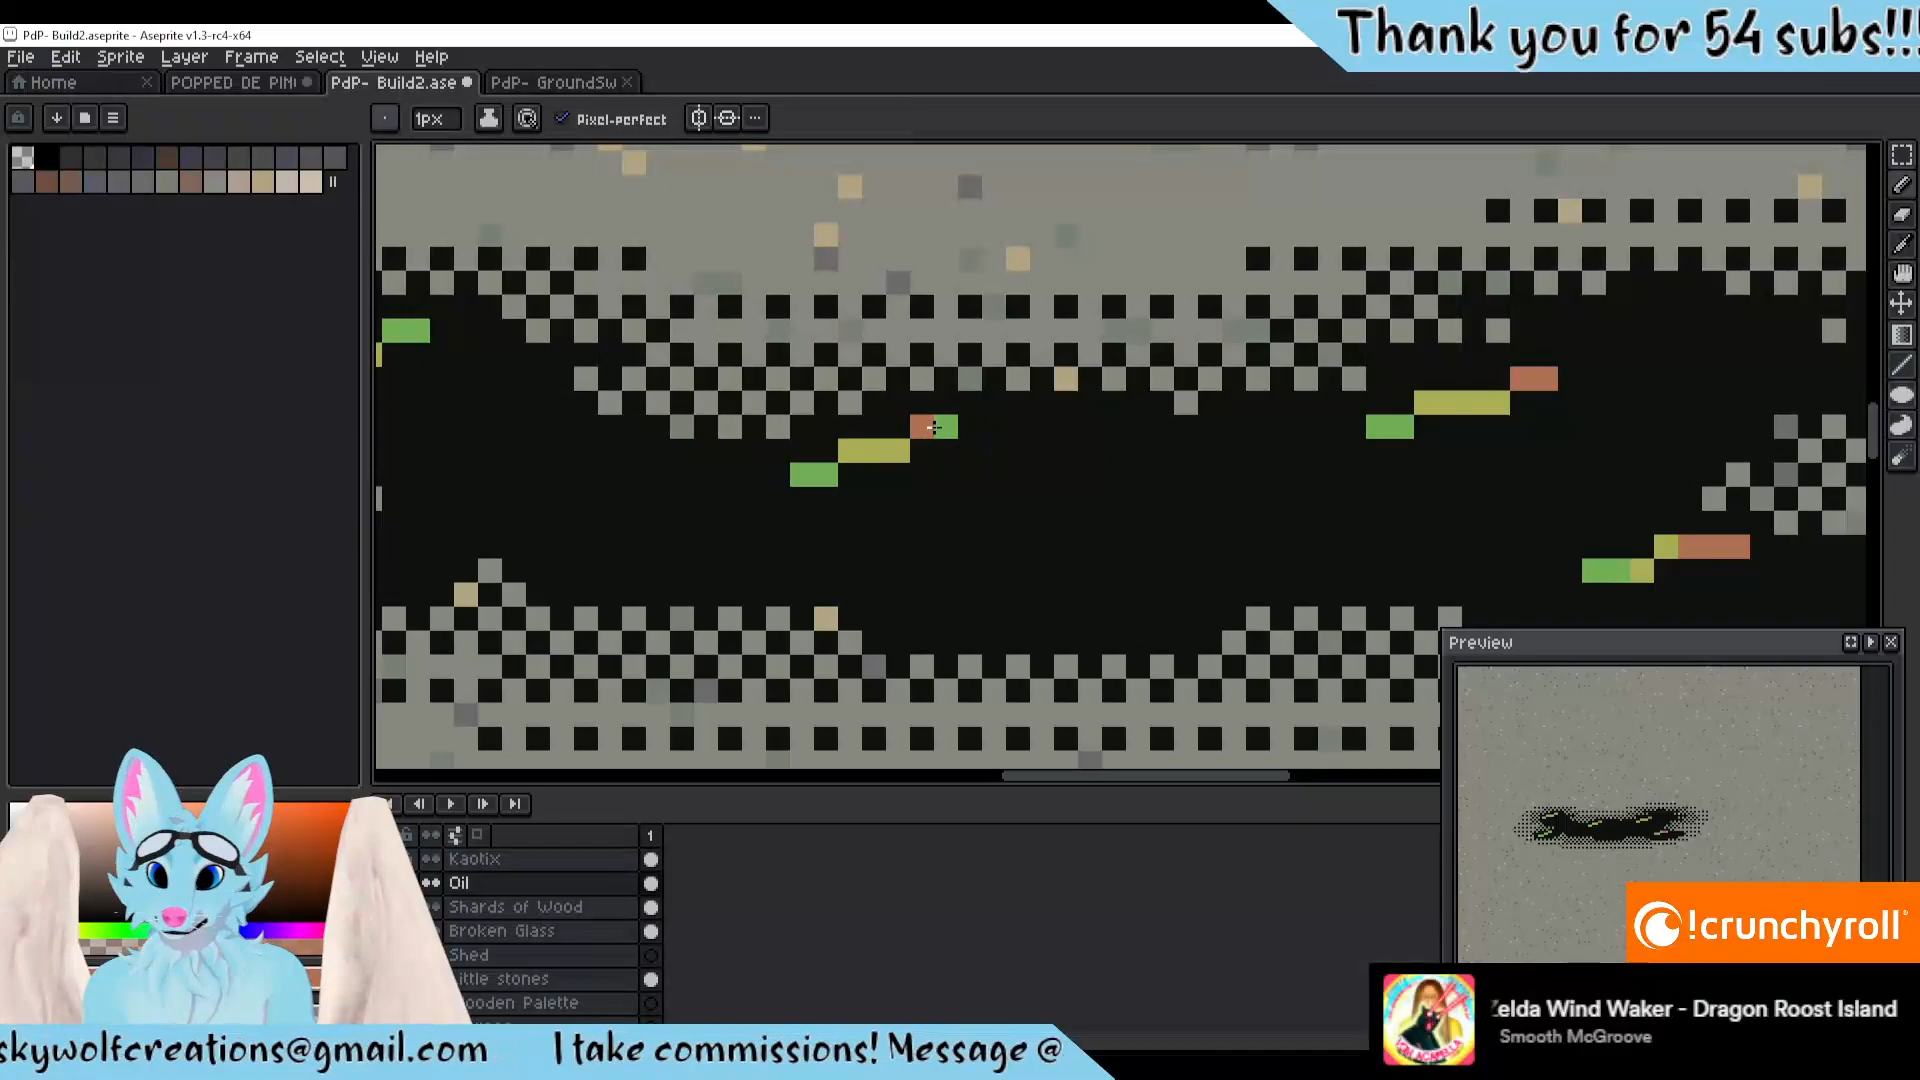 Thank you for 54 subs!!!
PdP- Build2.aseprite - Aseprite v1.3-rc4-x64
File Edit Sprite Layer Frame Select View Help
Home
POPPED DE PIN
PdP- Build2.ase
PdP- GroundSw
1px
Pixel-perfect
Preview
1
Kaotix
Oil
Shards of Wood
Broken Glass
Shed
ittle stones
ooden Palette
!crunchyroll
Zelda Wind Waker - Dragon Roost Island
Smooth McGroove
skywolfcreations@gmail.com
I take commissions! Message @